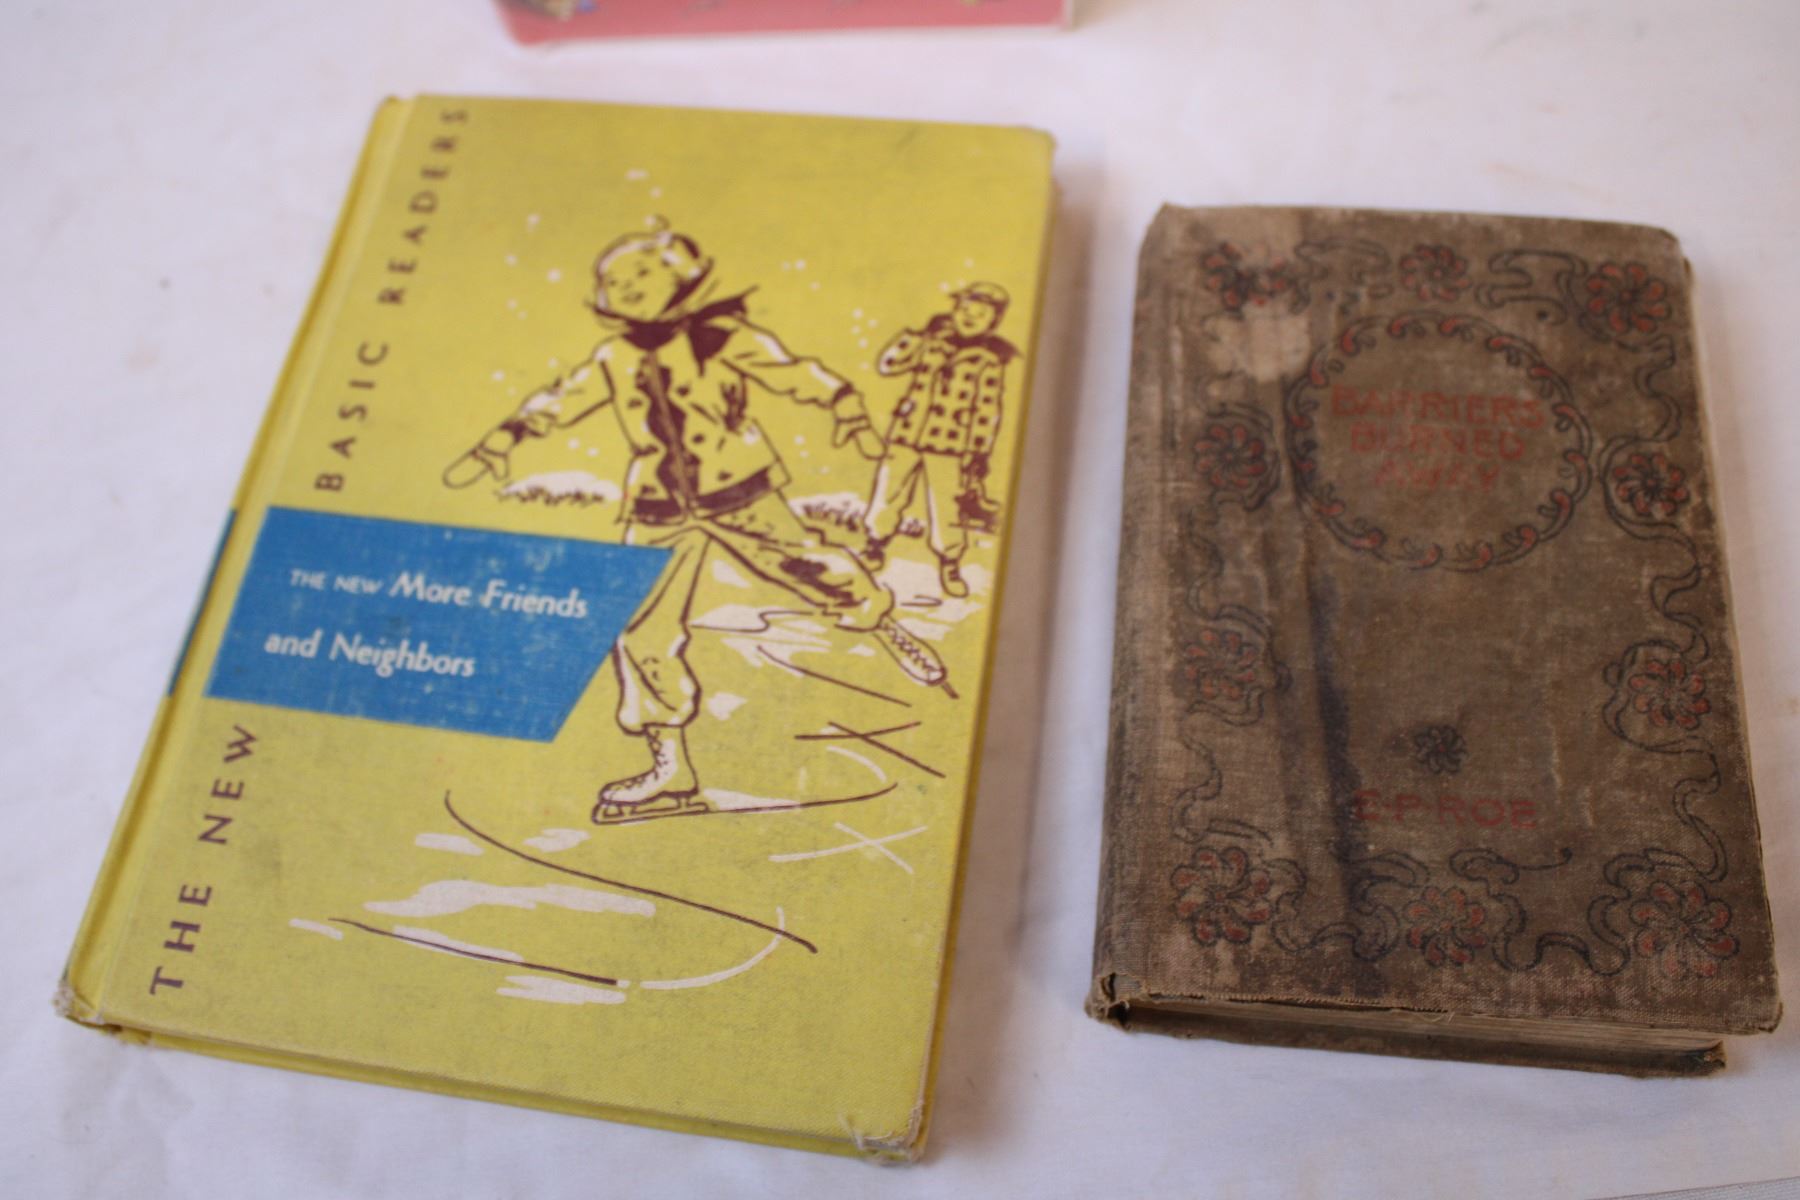 THE NEW BASIC READERS
THE NEW More Friends
and Neighbors
BARRIERS
BURNED
AWAY
E·P·ROE